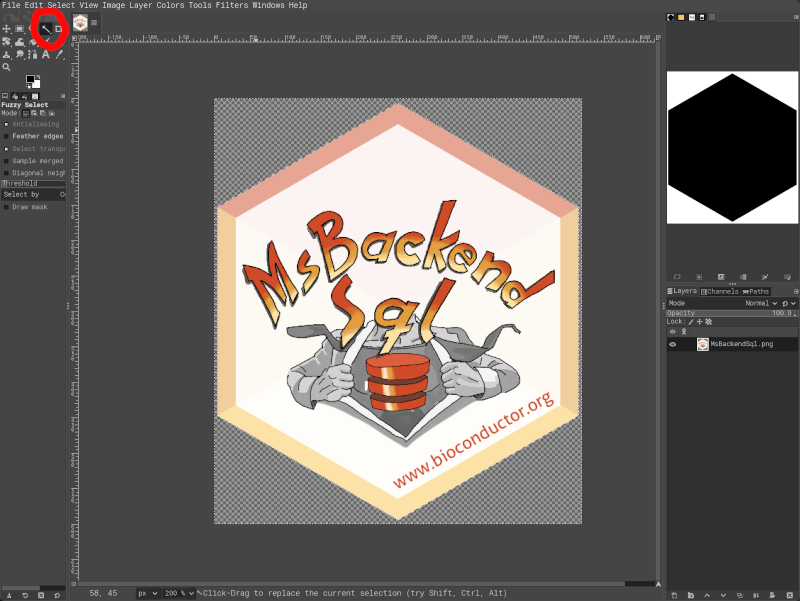 File Edit Select View Image Layer Colors Tools Filters Windows Help
Fuzzy Select
Mode:
Antialiasing
Feather edges
Select transpa
Sample merged
Diagonal neigh
Threshold
Select by
Draw mask
MsBackend
Sql
www.bioconductor.org
Layers Channels Paths
Mode Normal
Opacity 100.0
Lock:
MsBackendSql.png
58, 45 px 200 % Click-Drag to replace the current selection (try Shift, Ctrl, Alt)